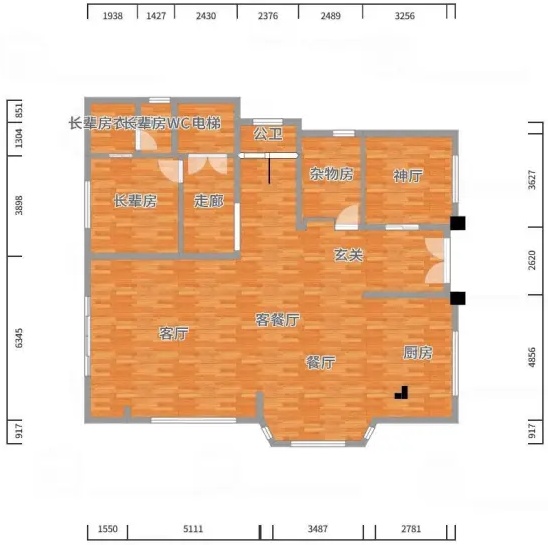 1938 1427 2430 2376 2489 3256
851
1304
3898
6345
917
3627
2620
4856
917
长辈房衣 长辈房WC 电梯
公卫
杂物房
神厅
长辈房
走廊
玄关
客厅
客餐厅
餐厅
厨房
1550 5111 3487 2781